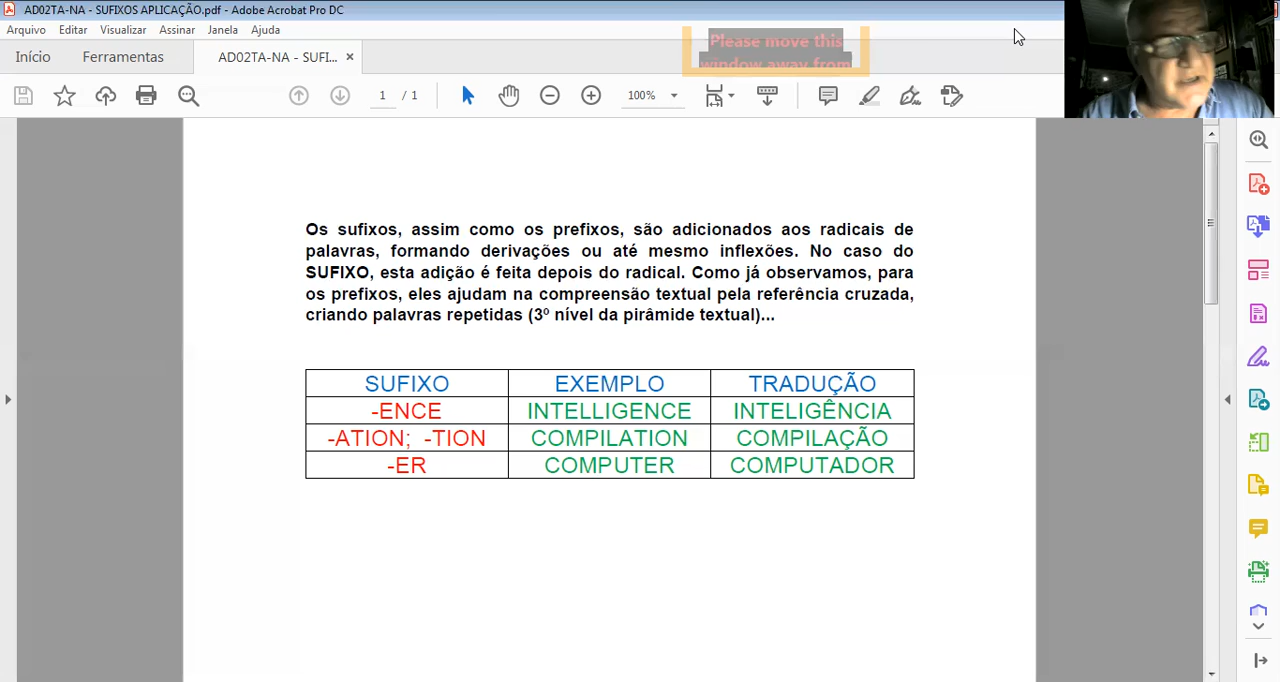 AD02TA-NA - SUFIXOS APLICAÇÃO.pdf - Adobe Acrobat Pro DC
Arquivo Editar Visualizar Assinar Janela Ajuda
Início Ferramentas AD02TA-NA - SUFI... ×
Please move this
window away from
1 / 1 100%
Os sufixos, assim como os prefixos, são adicionados aos radicais de
palavras, formando derivações ou até mesmo inflexões. No caso do
SUFIXO, esta adição é feita depois do radical. Como já observamos, para
os prefixos, eles ajudam na compreensão textual pela referência cruzada,
criando palavras repetidas (3º nível da pirâmide textual)...
SUFIXO EXEMPLO TRADUÇÃO
-ENCE INTELLIGENCE INTELIGÊNCIA
-ATION; -TION COMPILATION COMPILAÇÃO
-ER COMPUTER COMPUTADOR